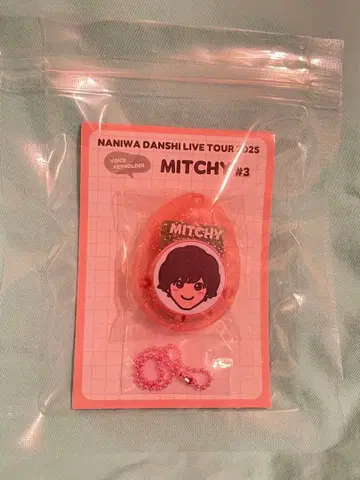 NANIWA DANSHI LIVE TOUR 2025
VOICE
KEYHOLDER
MITCHY #3
MITCHY